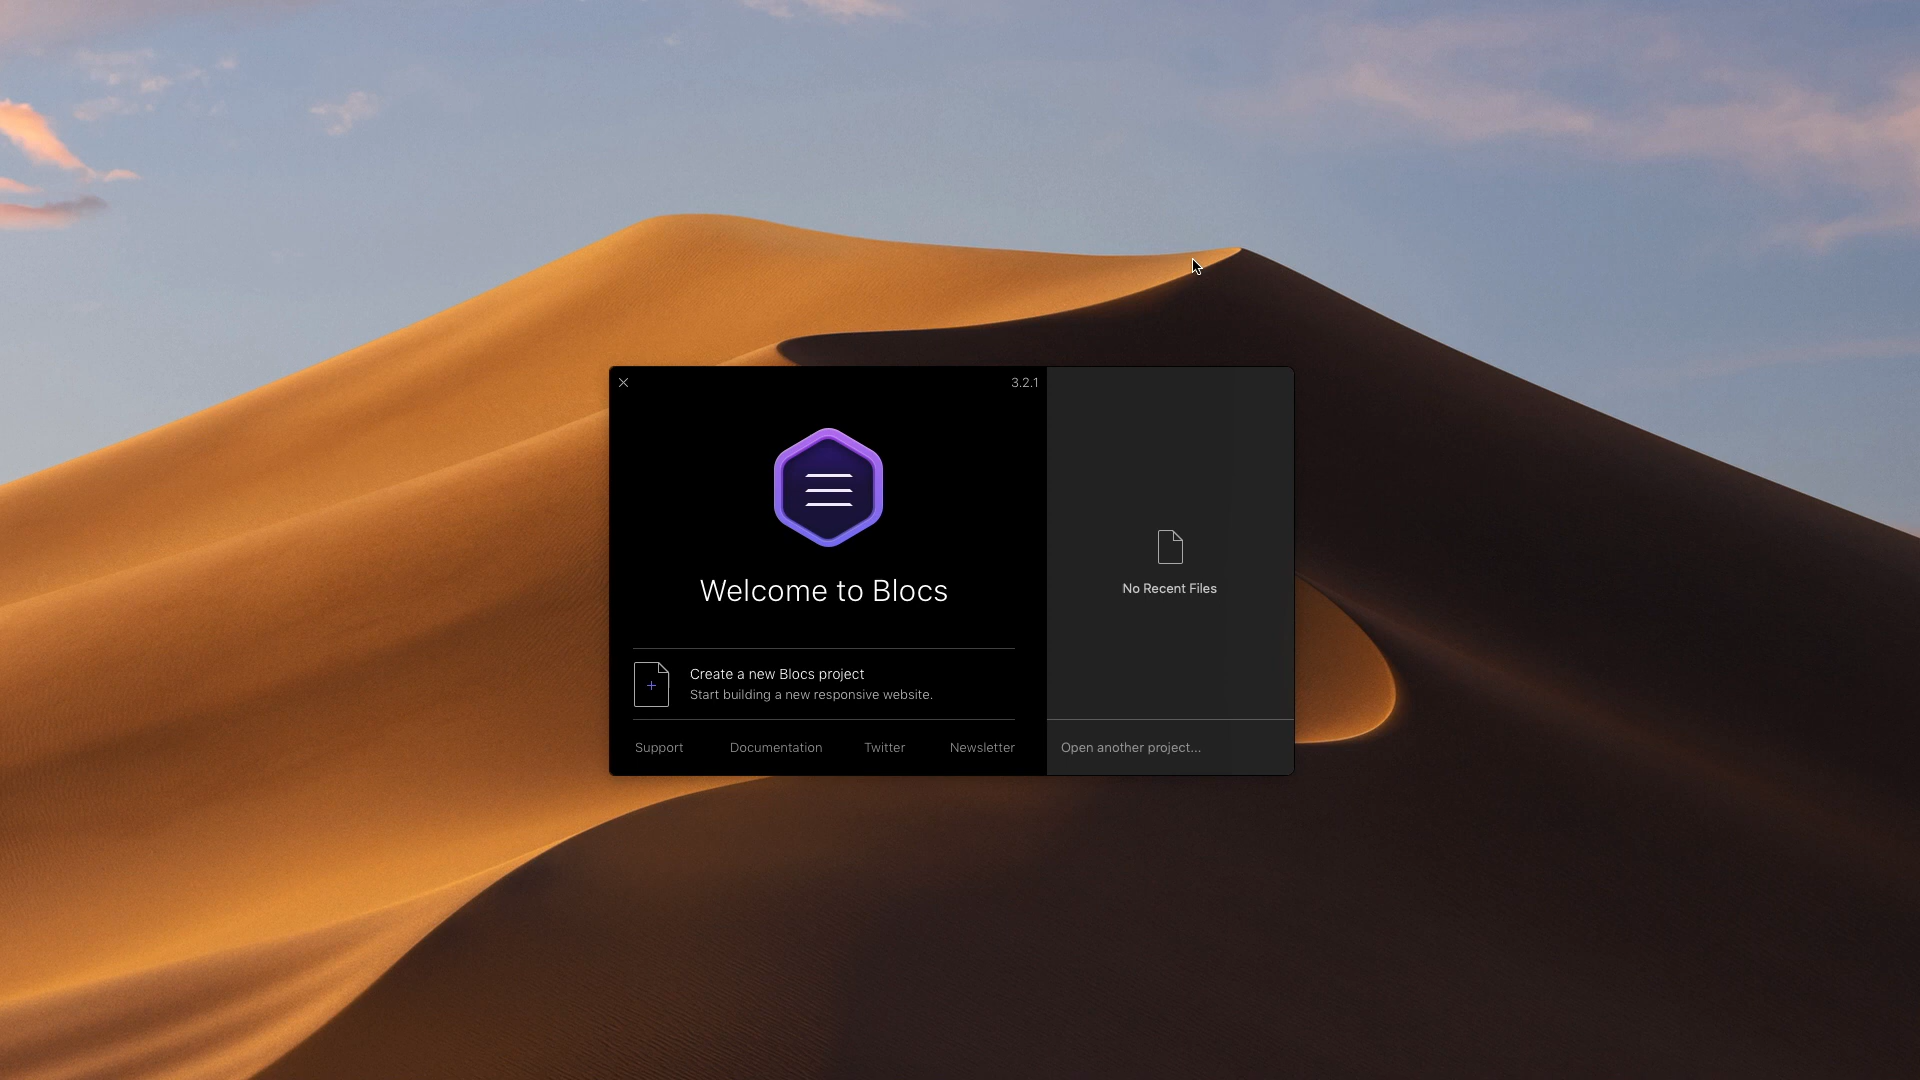 3.2.1
Welcome to Blocs
Create a new Blocs project
Start building a new responsive website.
Support
Documentation
Twitter
Newsletter
No Recent Files
Open another project...